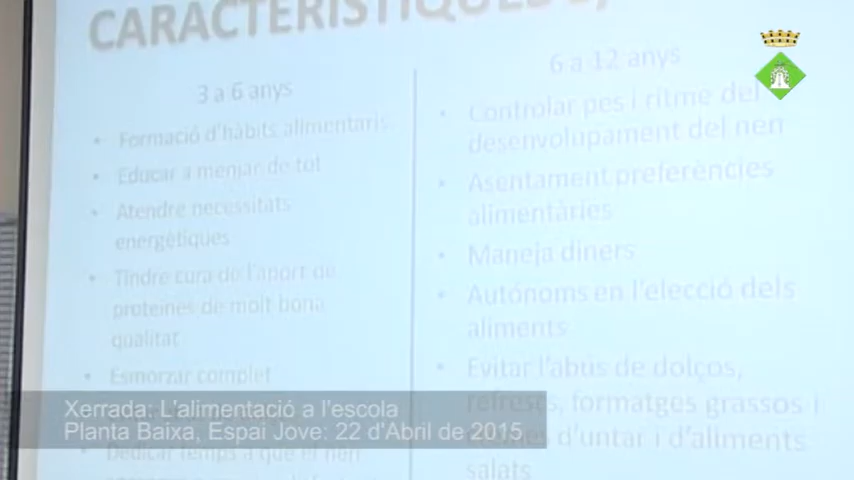 CARACTERÍSTIQUES
3 a 6 anys
• Formació d'hàbits alimentaris
• Educar a menjar de tot
• Atendre necessitats
energètiques
• Tindre cura de l'aport de
proteïnes de molt bona
qualitat
• Esmorzar complet
Dedicar temps a que el nen
6 a 12 anys
• Controlar pes i ritme del
desenvolupament del nen
• Asentament preferències
alimentàries
• Maneja diners
• Autónoms en l'elecció dels
aliments
• Evitar l'abús de dolços,
refrescs, formatges grassos i
d'untar i d'aliments
salats
Xerrada: L'alimentació a l'escola
Planta Baixa, Espai Jove: 22 d'Abril de 2015